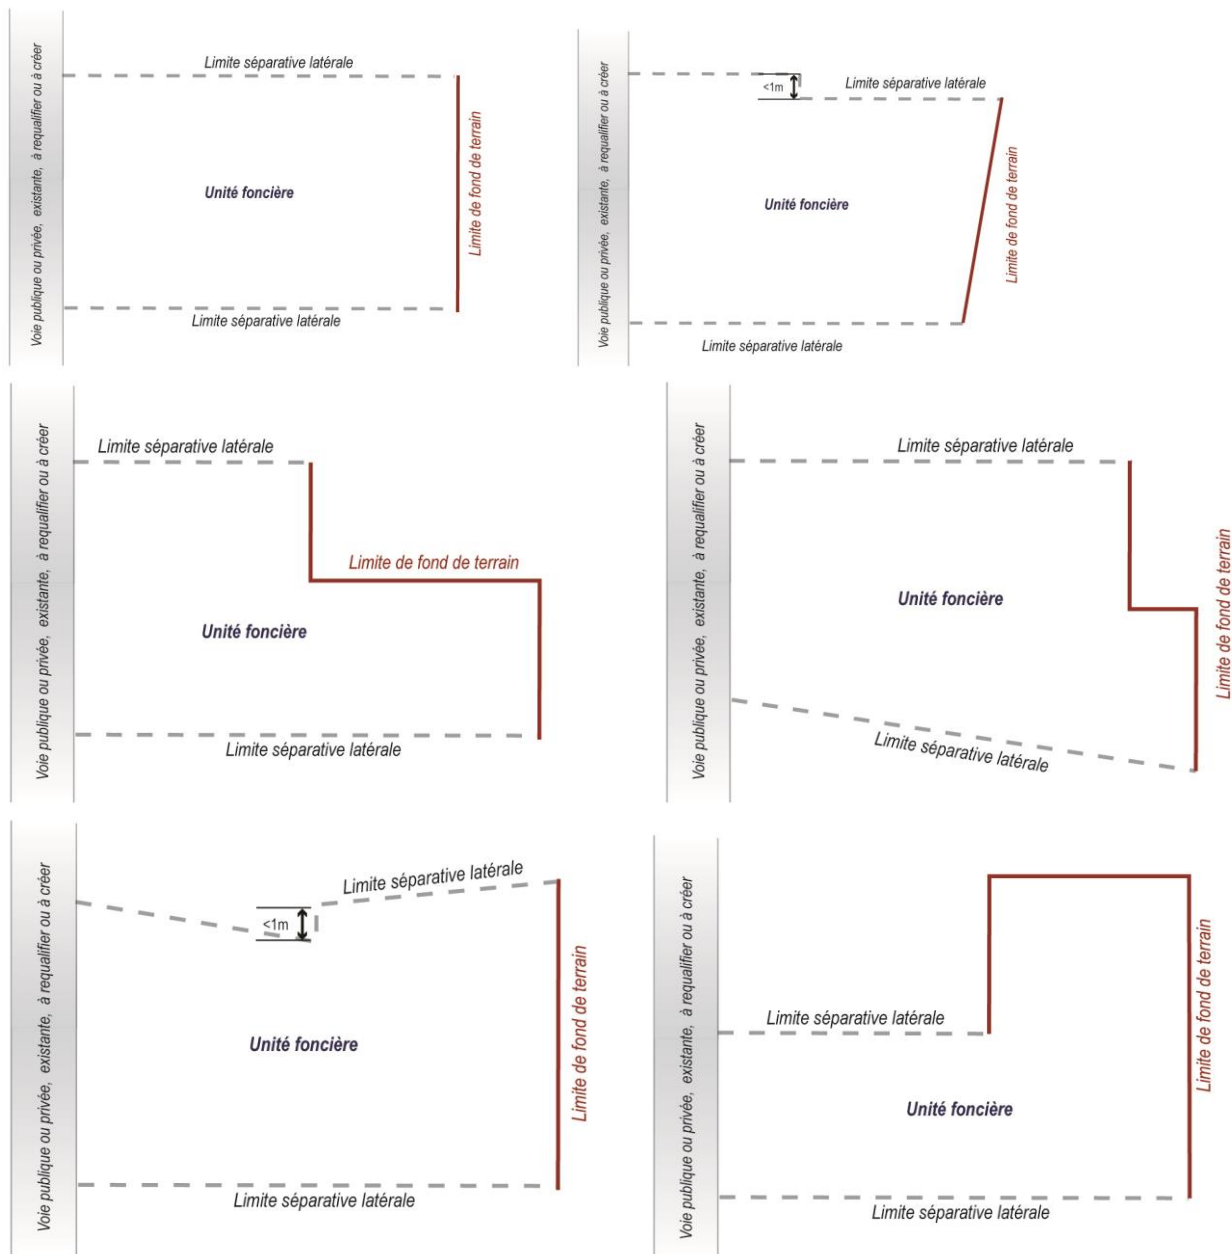 Voie publique ou privée, existante, à requalifier ou à créer
Limite séparative latérale
Unité foncière
Limite de fond de terrain
Limite séparative latérale
Voie publique ou privée, existante, à requalifier ou à créer
<1m
Limite séparative latérale
Unité foncière
Limite de fond de terrain
Limite séparative latérale
Voie publique ou privée, existante, à requalifier ou à créer
Limite séparative latérale
Limite de fond de terrain
Unité foncière
Limite séparative latérale
Voie publique ou privée, existante, à requalifier ou à créer
Limite séparative latérale
Unité foncière
Limite de fond de terrain
Limite séparative latérale
Voie publique ou privée, existante, à requalifier ou à créer
Limite séparative latérale
<1m
Unité foncière
Limite de fond de terrain
Limite séparative latérale
Voie publique ou privée, existante, à requalifier ou à créer
Limite séparative latérale
Limite de fond de terrain
Unité foncière
Limite séparative latérale